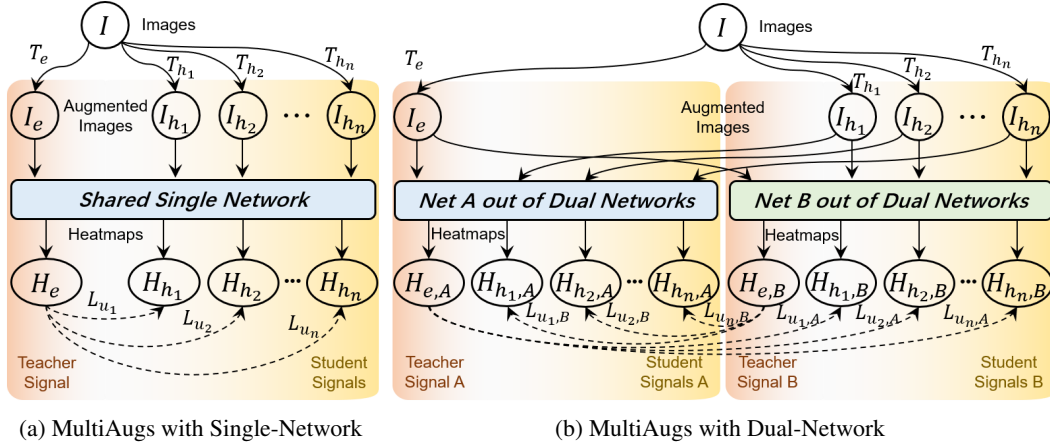 I Images
T_e T_{h_1} T_{h_2} T_{h_n}
I_e Augmented Images I_{h_1} I_{h_2} ··· I_{h_n}
Shared Single Network
Heatmaps
H_e H_{h_1} H_{h_2} ··· H_{h_n}
L_{u_1} L_{u_2} L_{u_n}
Teacher Signal
Student Signals
(a) MultiAugs with Single-Network
I Images
T_e T_{h_1} T_{h_2} T_{h_n}
I_e Augmented Images I_{h_1} I_{h_2} ··· I_{h_n}
Net A out of Dual Networks
Net B out of Dual Networks
Heatmaps
Heatmaps
H_{e,A} H_{h_1,A} H_{h_2,A} ··· H_{h_n,A} H_{e,B} H_{h_1,B} H_{h_2,B} ··· H_{h_n,B}
L_{u_1,B} L_{u_2,B} L_{u_n,B} L_{u_1,A} L_{u_2,A} L_{u_n,A}
Teacher Signal A
Student Signals A
Teacher Signal B
Student Signals B
(b) MultiAugs with Dual-Network